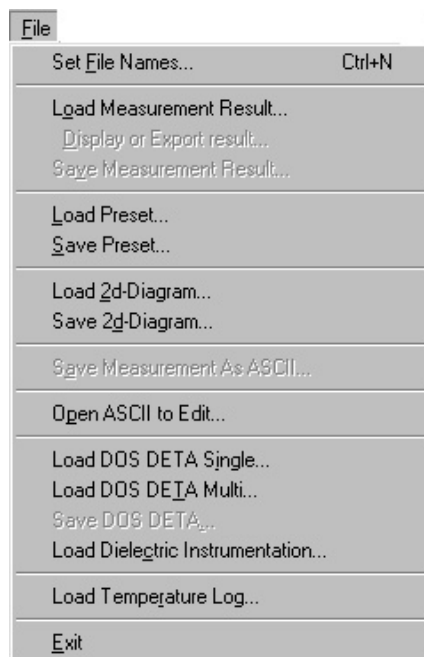 File
Set File Names... Ctrl+N
Load Measurement Result...
Display or Export result...
Save Measurement Result...
Load Preset...
Save Preset...
Load 2d-Diagram...
Save 2d-Diagram...
Save Measurement As ASCII...
Open ASCII to Edit...
Load DOS DETA Single...
Load DOS DETA Multi...
Save DOS DETA...
Load Dielectric Instrumentation...
Load Temperature Log...
Exit